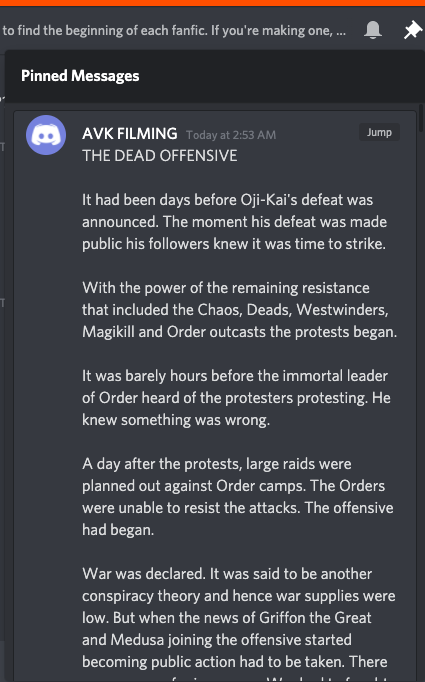 to find the beginning of each fanfic. If you're making one, ...
Pinned Messages
AVK FILMING Today at 2:53 AM
Jump
THE DEAD OFFENSIVE
It had been days before Oji-Kai's defeat was
announced. The moment his defeat was made
public his followers knew it was time to strike.
With the power of the remaining resistance
that included the Chaos, Deads, Westwinders,
Magikill and Order outcasts the protests began.
It was barely hours before the immortal leader
of Order heard of the protesters protesting. He
knew something was wrong.
A day after the protests, large raids were
planned out against Order camps. The Orders
were unable to resist the attacks. The offensive
had begun.
War was declared. It was said to be another
conspiracy theory and hence war supplies were
low. But when the news of Griffon the Great
and Medusa joining the offensive started
becoming public action had to be taken. There